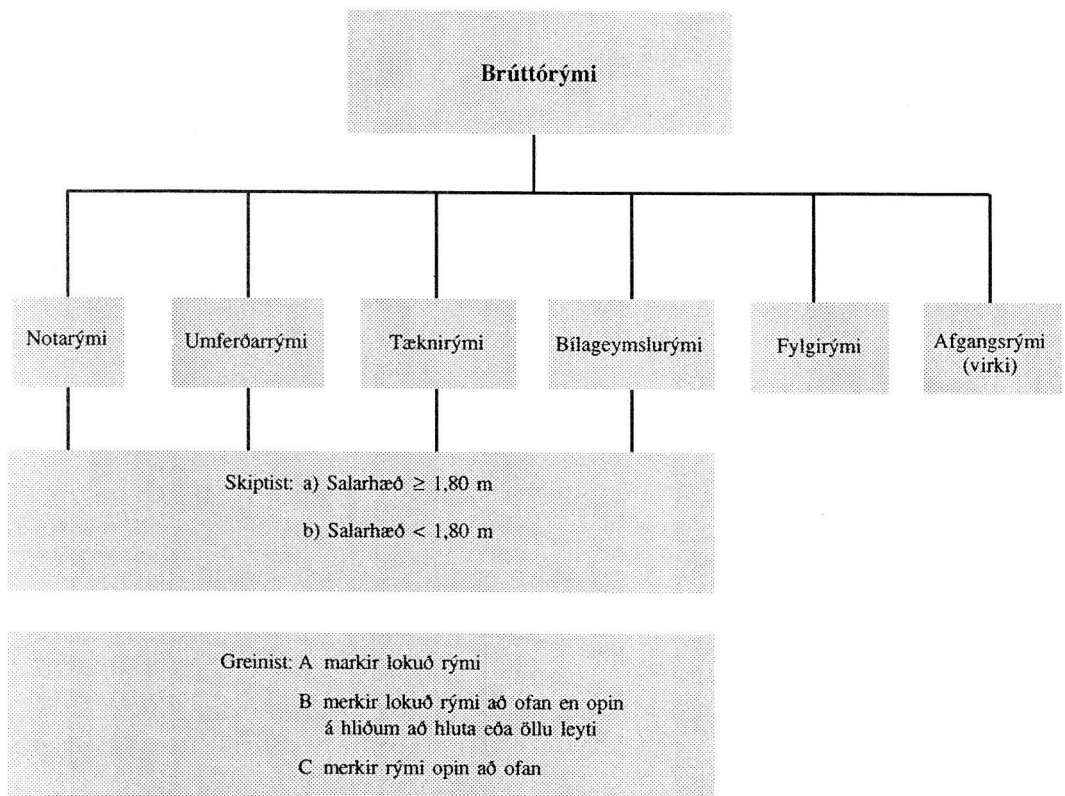 Brúttórými
Notarými
Umferðarrými
Tæknirými
Bílageymslurými
Fylgirými
Afgangsrými
(virki)
Skiptist: a) Salarhæð ≥ 1,80 m
b) Salarhæð < 1,80 m
Greinist: A markir lokuð rými
B merkir lokuð rými að ofan en opin
á hliðum að hluta eða öllu leyti
C merkir rými opin að ofan